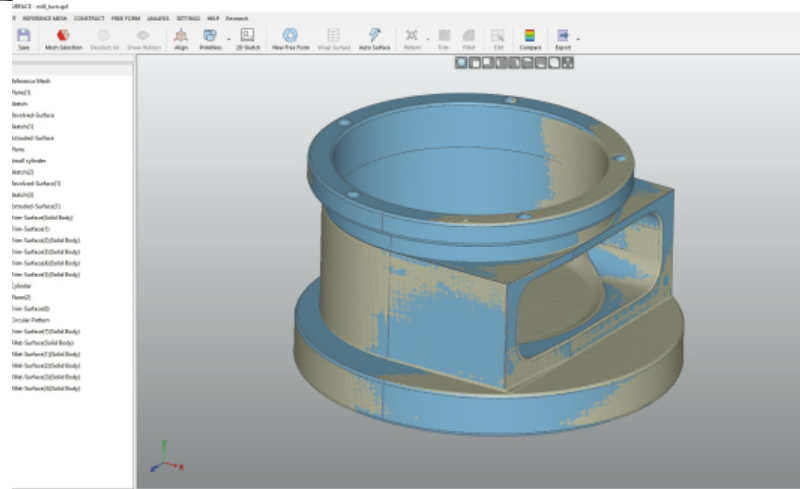 SURFACE - mill_turn.qsf
REFERENCE MESH CONSTRUCT FREE FORM ANALYSIS SETTINGS HELP Research
Save Mesh Selection Deselect All Show Hidden Align Primitives 2D Sketch New Free Form Wrap Surface Auto Surface Pattern Trim Fillet Edit Compare Export
Reference Mesh
Plane(1)
Sketch
Revolved-Surface
Sketch(1)
Extruded-Surface
Plane
Small cylinder
Sketch(2)
Revolved-Surface(1)
Sketch(3)
Extruded-Surface(1)
Trim-Surface(Solid Body)
Trim-Surface(1)
Trim-Surface(2)(Solid Body)
Trim-Surface(3)(Solid Body)
Trim-Surface(4)(Solid Body)
Trim-Surface(5)(Solid Body)
Cylinder
Plane(2)
Trim-Surface(6)
Circular Pattern
Trim-Surface(7)(Solid Body)
Fillet-Surface(Solid Body)
Fillet-Surface(1)(Solid Body)
Fillet-Surface(2)(Solid Body)
Fillet-Surface(3)(Solid Body)
Fillet-Surface(4)(Solid Body)
Y
Z X